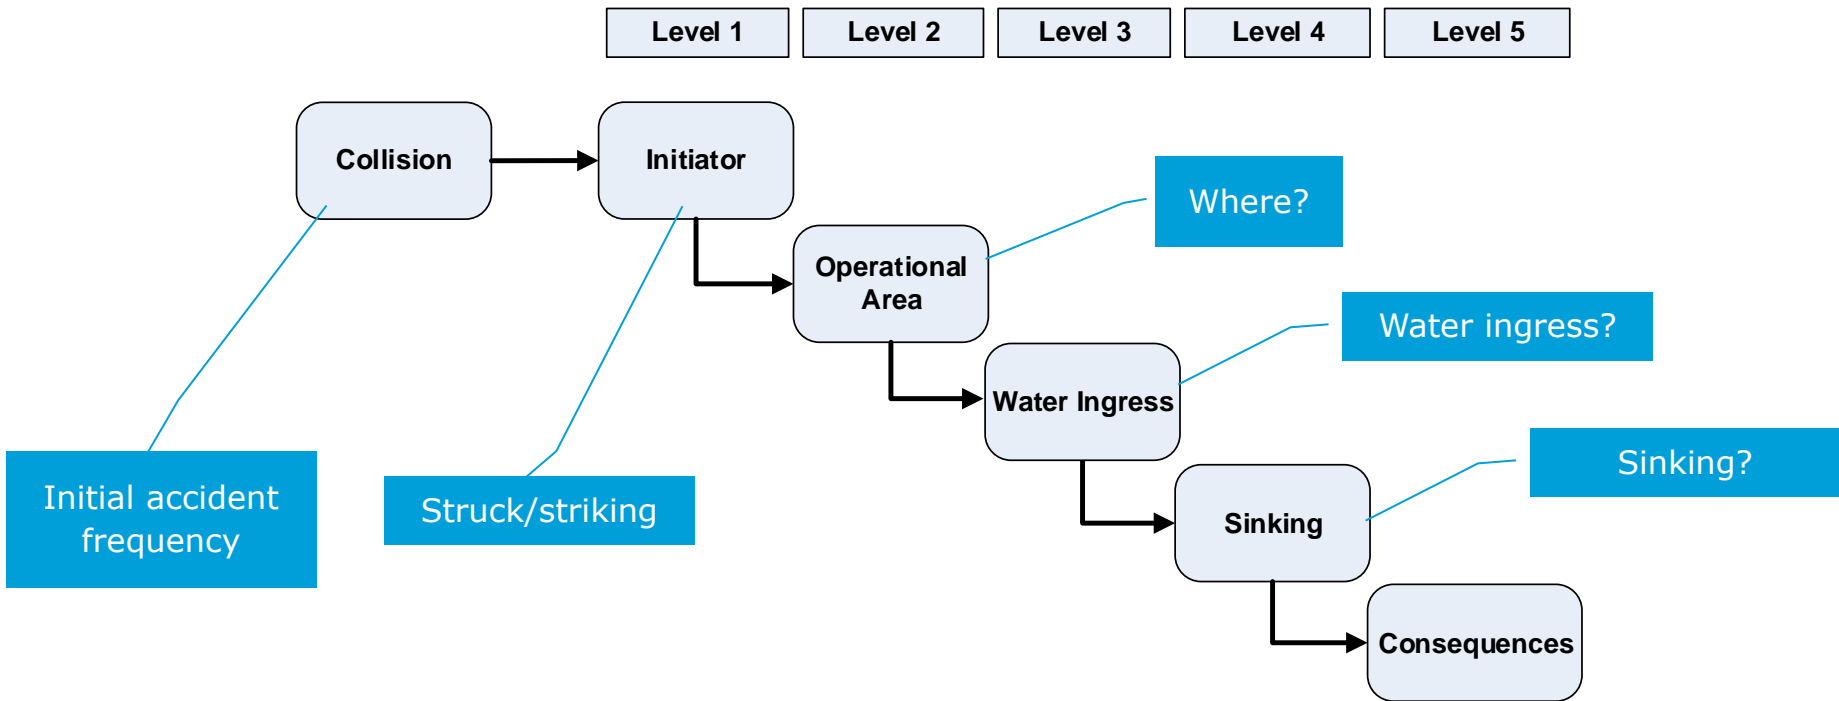 Level 1
Level 2
Level 3
Level 4
Level 5
Collision
Initiator
Where?
Operational
Area
Water ingress?
Water Ingress
Sinking?
Initial accident
frequency
Struck/striking
Sinking
Consequences